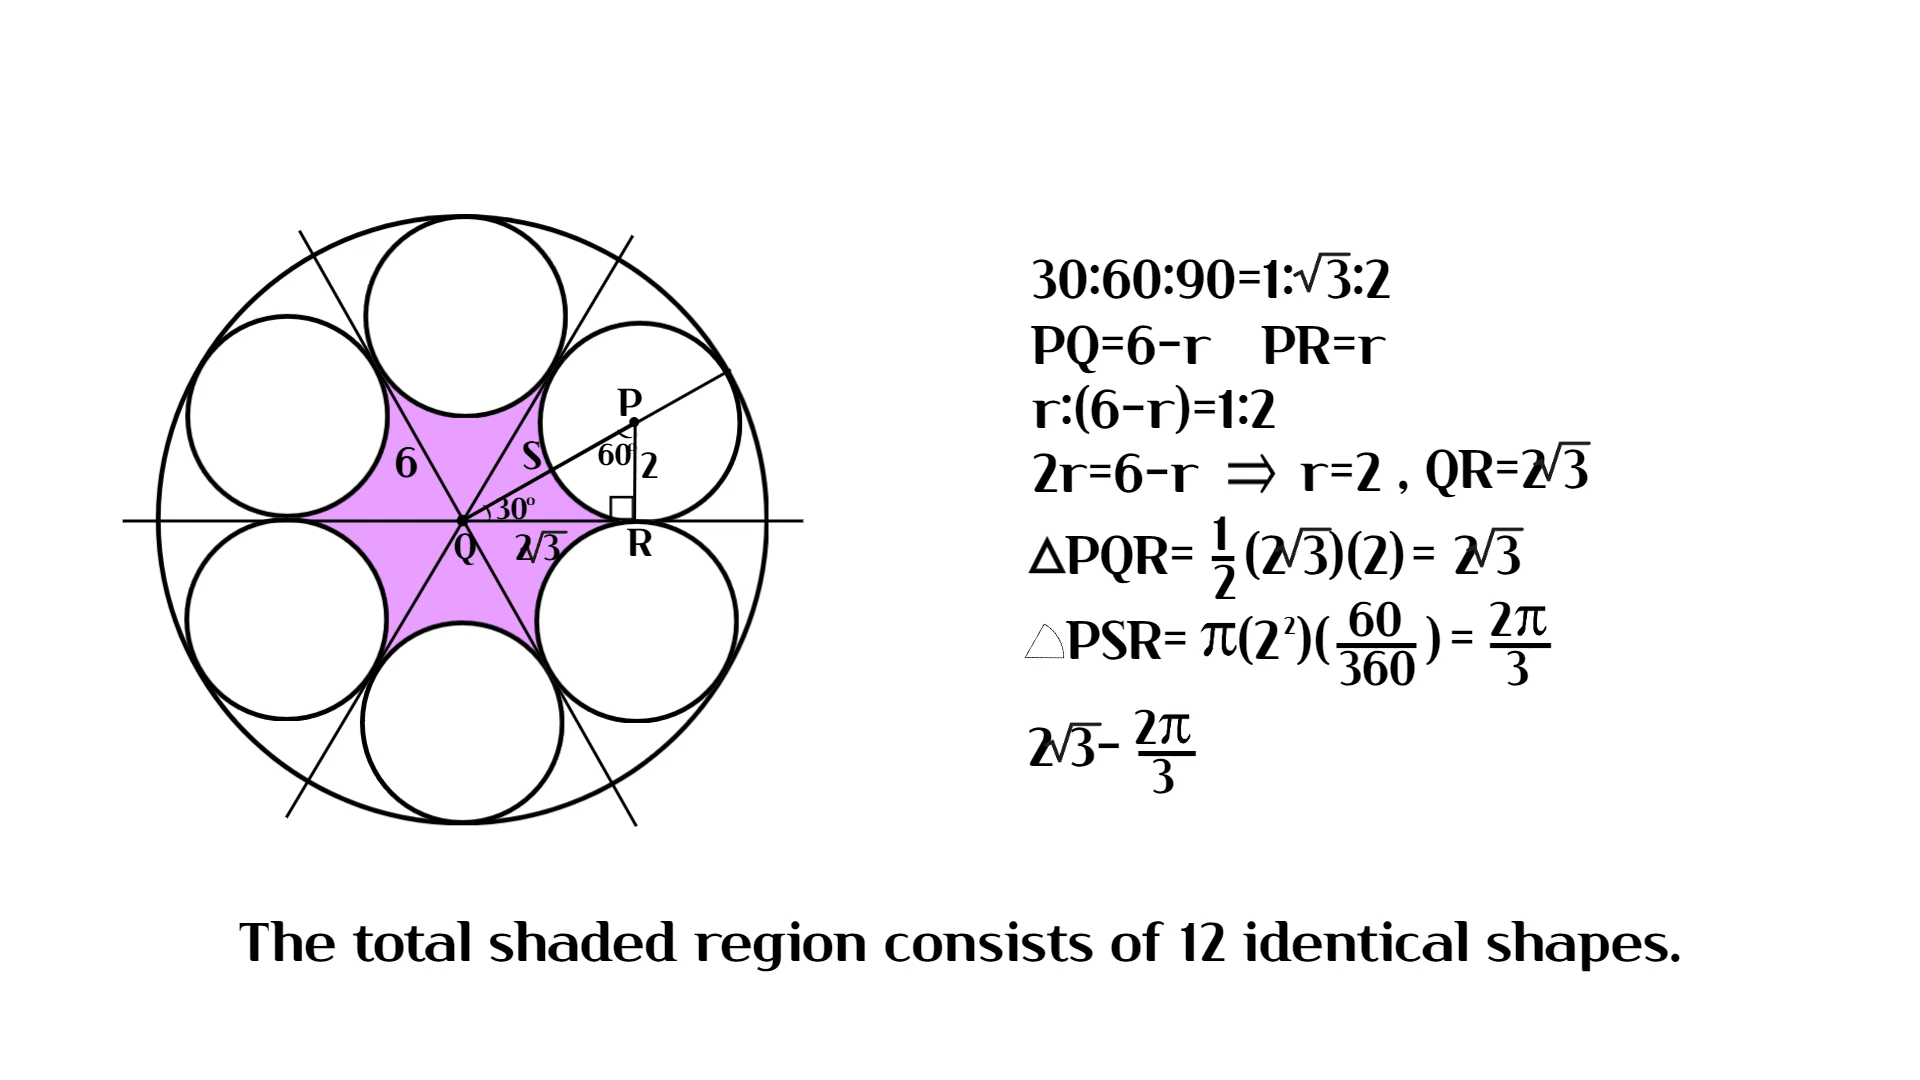 6
S
P
60°
2
30°
Q
2√3
R
30:60:90=1:√3:2
PQ=6-r PR=r
r:(6-r)=1:2
2r=6-r ⇒ r=2 , QR=2√3
△PQR= 1/2 (2√3)(2)= 2√3
⌓PSR= π(2²)(60/360)= 2π/3
2√3- 2π/3
The total shaded region consists of 12 identical shapes.